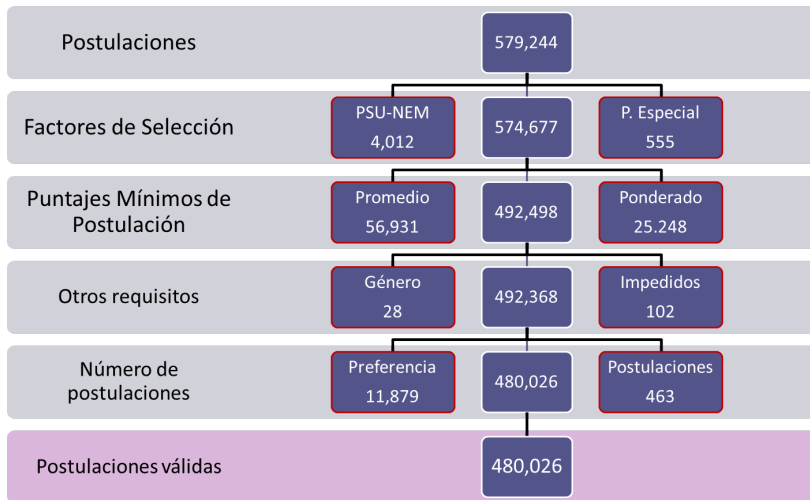 Postulaciones
579,244
Factores de Selección
PSU-NEM
4,012
574,677
P. Especial
555
Puntajes Mínimos de
Postulación
Promedio
56,931
492,498
Ponderado
25.248
Otros requisitos
Género
28
492,368
Impedidos
102
Número de
postulaciones
Preferencia
11,879
480,026
Postulaciones
463
Postulaciones válidas
480,026